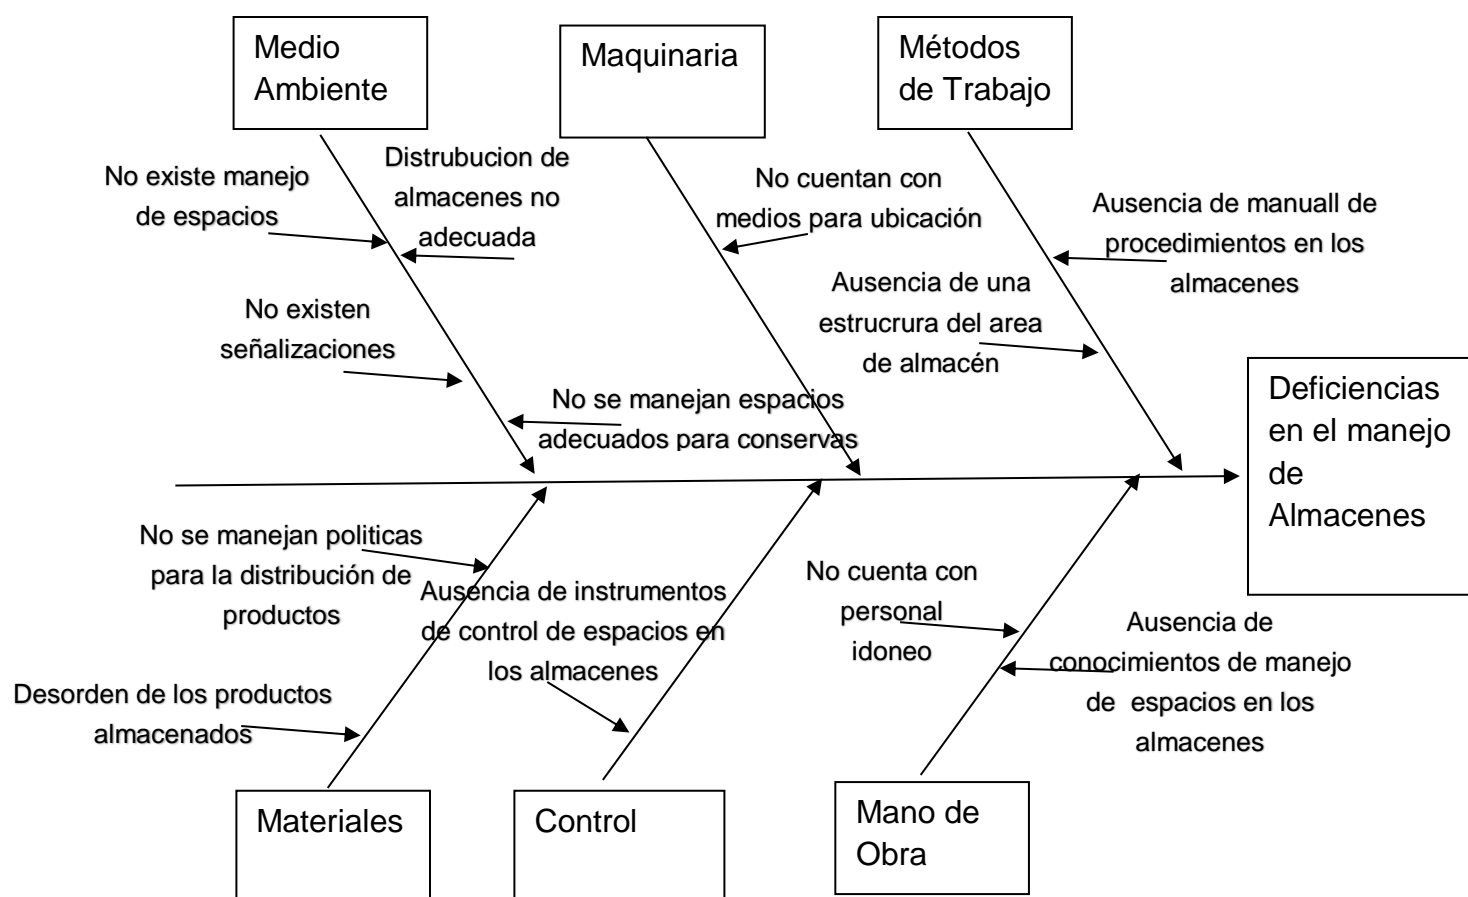 Medio
Ambiente
Maquinaria
Métodos
de Trabajo
No existe manejo
de espacios
Distrubucion de
almacenes no
adecuada
No cuentan con
medios para ubicación
Ausencia de manuall de
procedimientos en los
almacenes
No existen
señalizaciones
Ausencia de una
estrucrura del area
de almacén
No se manejan espacios
adecuados para conservas
Deficiencias
en el manejo
de
Almacenes
No se manejan politicas
para la distribución de
productos
Ausencia de instrumentos
de control de espacios en
los almacenes
No cuenta con
personal
idoneo
Ausencia de
conocimientos de manejo
de espacios en los
almacenes
Desorden de los productos
almacenados
Materiales
Control
Mano de
Obra